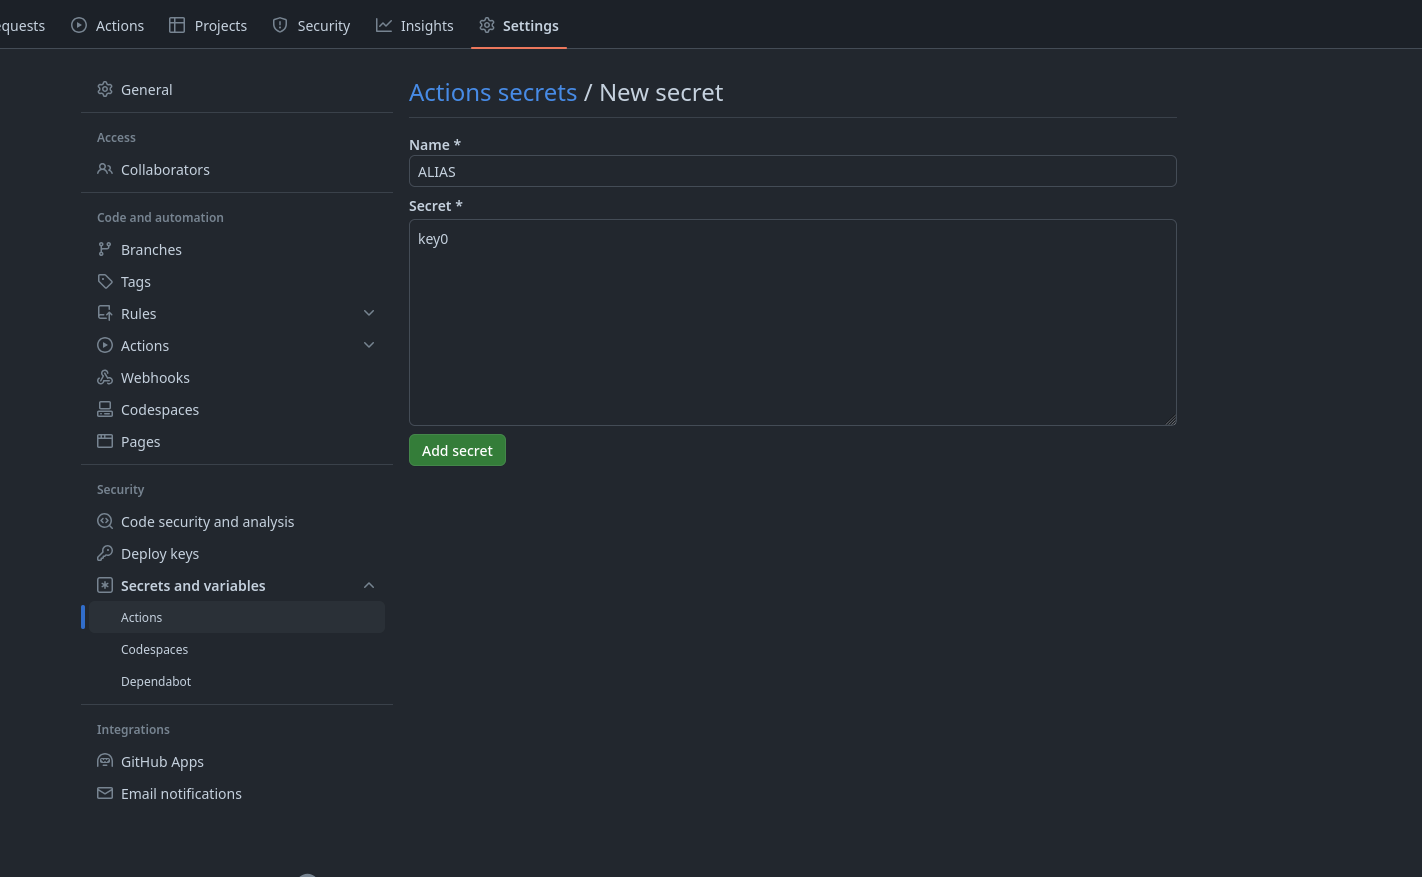 equests Actions Projects Security Insights Settings
General
Access
Collaborators
Code and automation
Branches
Tags
Rules
Actions
Webhooks
Codespaces
Pages
Security
Code security and analysis
Deploy keys
Secrets and variables
Actions
Codespaces
Dependabot
Integrations
GitHub Apps
Email notifications
Actions secrets / New secret
Name *
ALIAS
Secret *
key0
Add secret